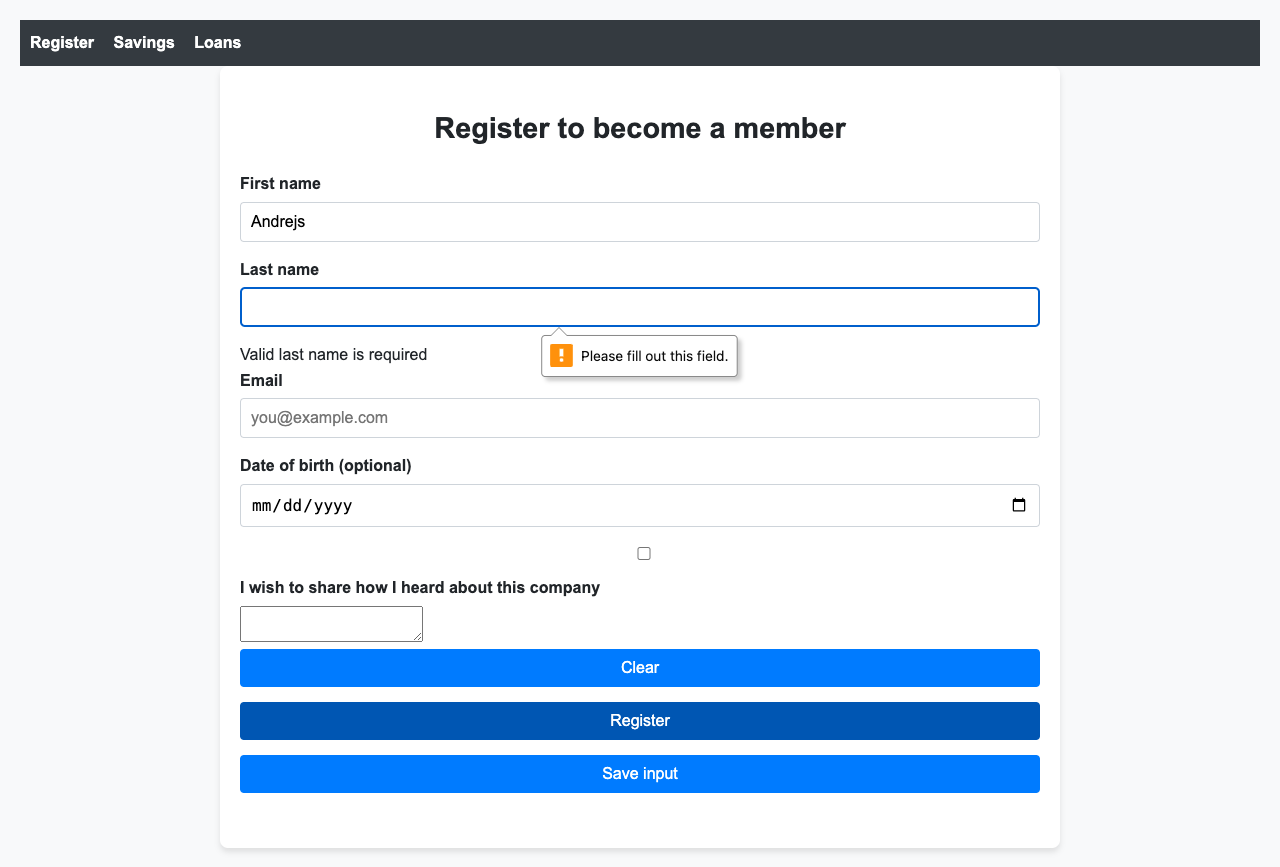 Register Savings Loans
Register to become a member
First name
Andrejs
Last name
Please fill out this field.
Valid last name is required
Email
you@example.com
Date of birth (optional)
mm/dd/yyyy
I wish to share how I heard about this company
Clear
Register
Save input